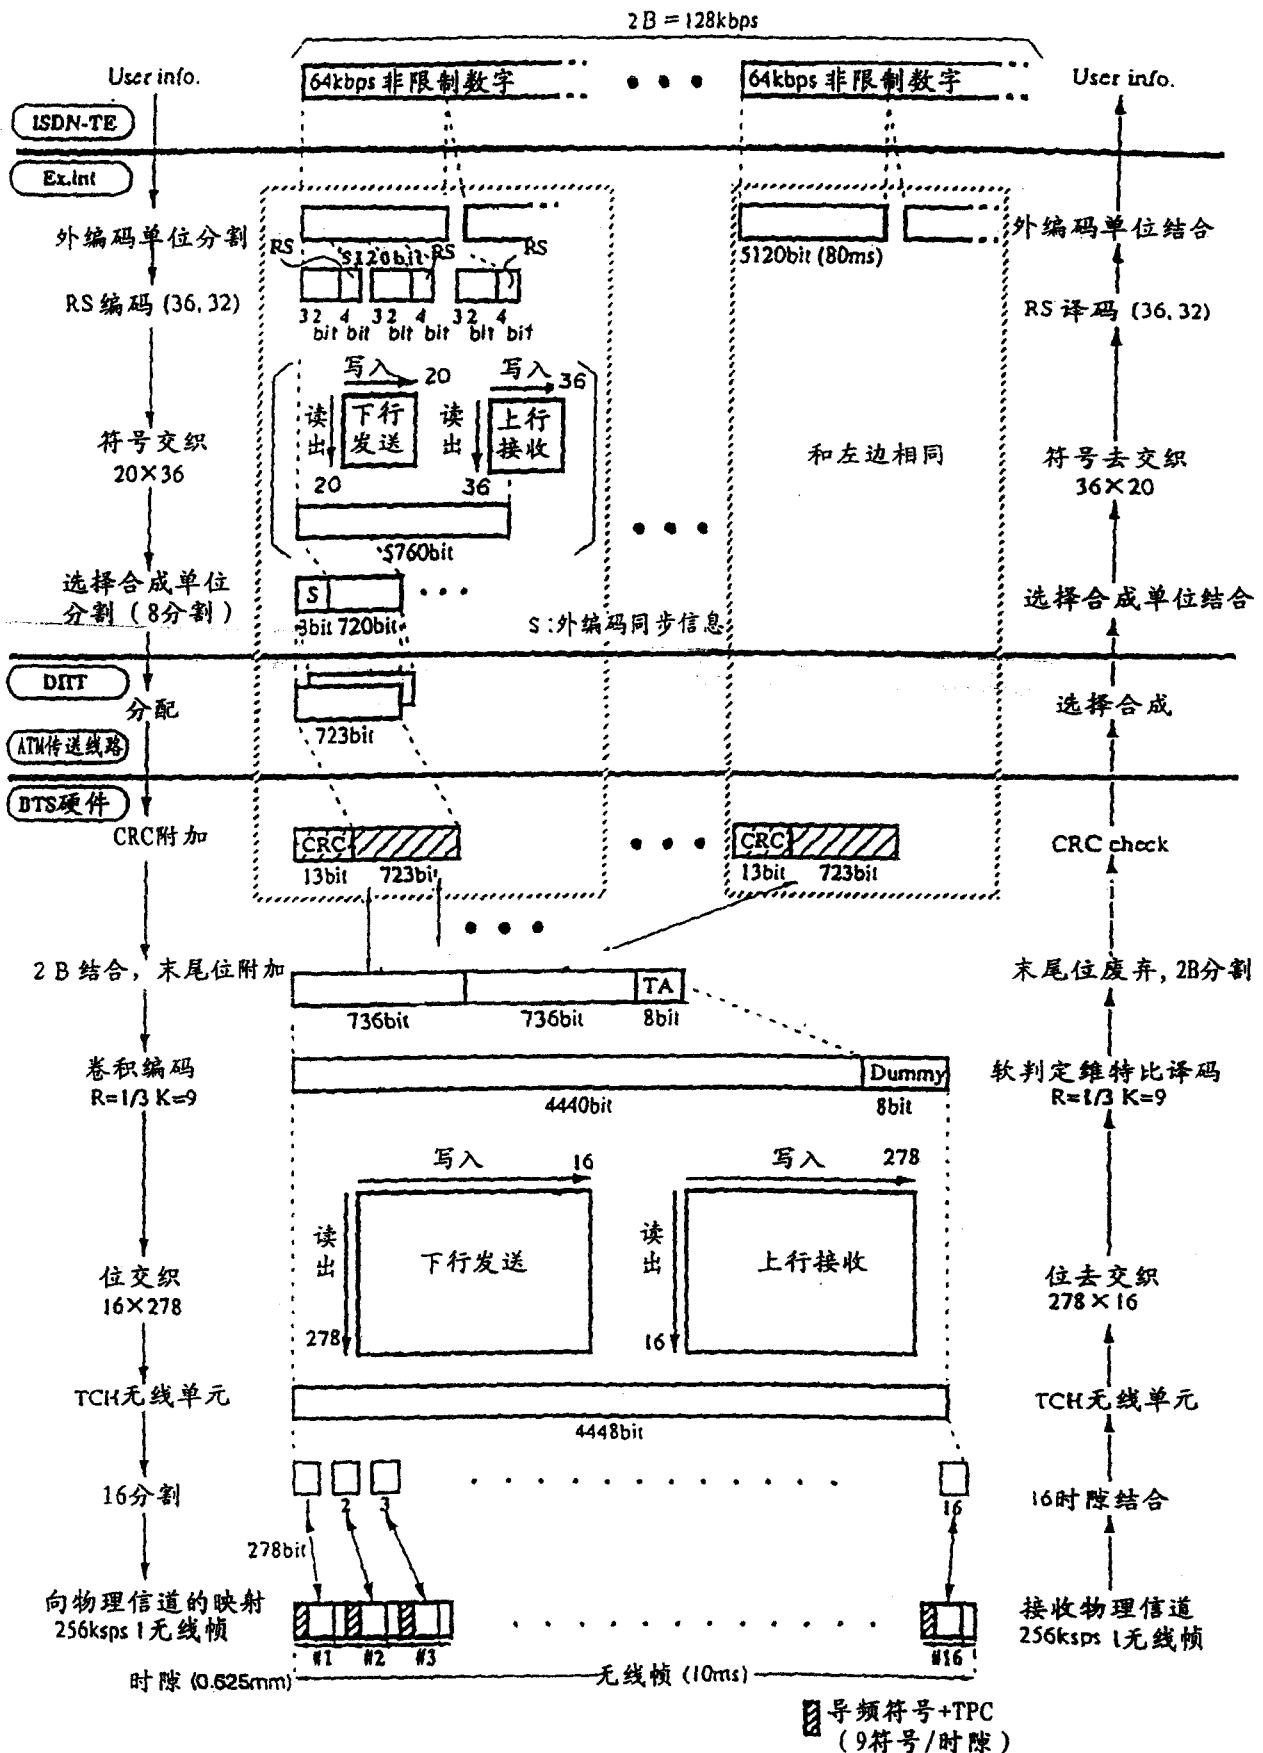 2B=128kbps
User info.
64kbps 非限制数字
64kbps 非限制数字
User info.
ISDN-TE
Ex.int
外编码单位分割
外编码单位结合
RS
5120bit
RS
RS
5120bit (80ms)
RS 编码 (36,32)
RS 译码 (36,32)
32 4 32 4 32 4
bit bit bit bit bit bit
写入 20
写入 36
读出
下行
发送
读出
上行
接收
符号交织
20×36
和左边相同
符号去交织
36×20
20
36
5760bit
选择合成单位
分割(8分割)
S
选择合成单位结合
3bit 720bit
S:外编码同步信息
DHT
分配
选择合成
723bit
ATM传送线路
BTS硬件
CRC附加
CRC
CRC
CRC check
13bit 723bit
13bit 723bit
2B结合,末尾位附加
TA
末尾位废弃,2B分割
736bit 736bit 8bit
卷积编码
R=1/3 K=9
Dummy
软判定维特比译码
R=1/3 K=9
4440bit 8bit
写入 16
写入 278
读出
下行发送
读出
上行接收
位交织
16×278
位去交织
278×16
278
16
TCH无线单元
TCH无线单元
4448bit
16分割
1 2 3 16
16时隙结合
278bit
向物理信道的映射
256ksps 1无线帧
接收物理信道
256ksps 1无线帧
#1 #2 #3 #16
时隙 (0.625mm)
无线帧 (10ms)
导频符号+TPC
(9符号/时隙)